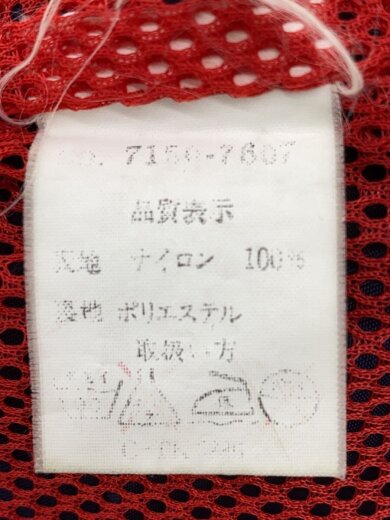 No. 7150-7607
品質表示
表地 ナイロン 100%
裏地 ポリエステル
取扱い方